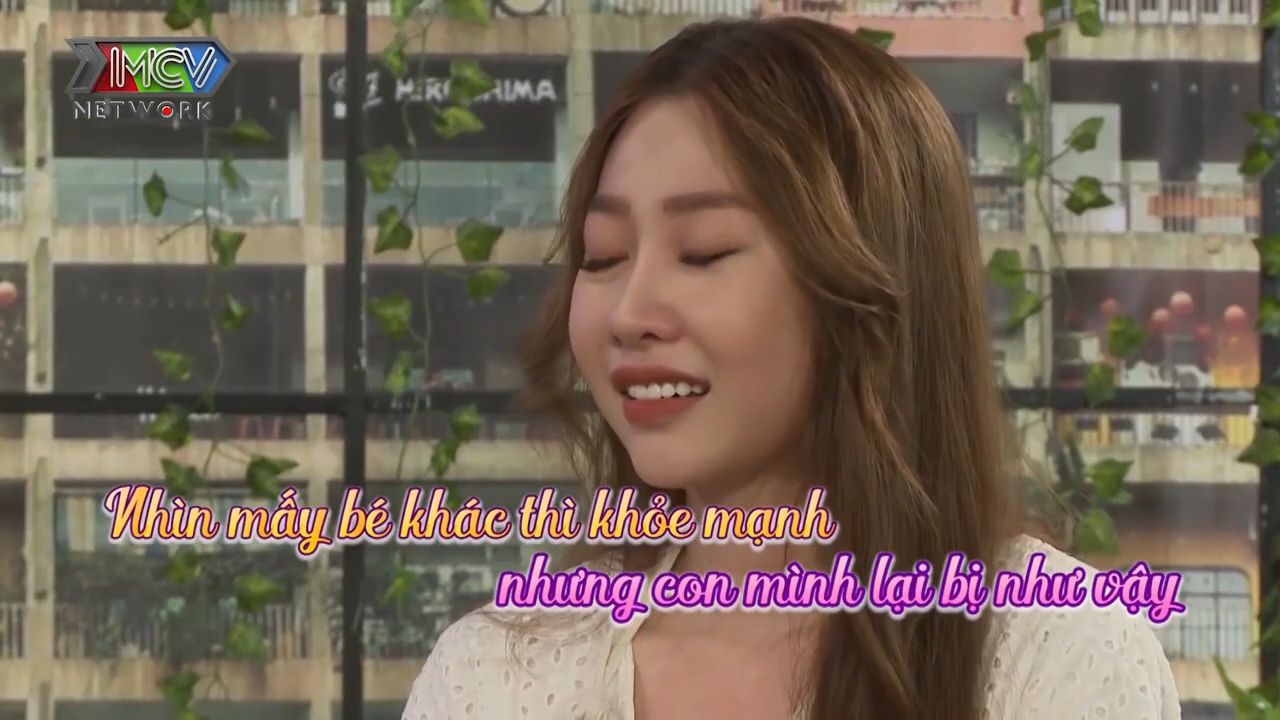 MCV
NETWORK
Nhìn mấy bé khác thì khỏe mạnh
nhưng con mình lại bị như vậy